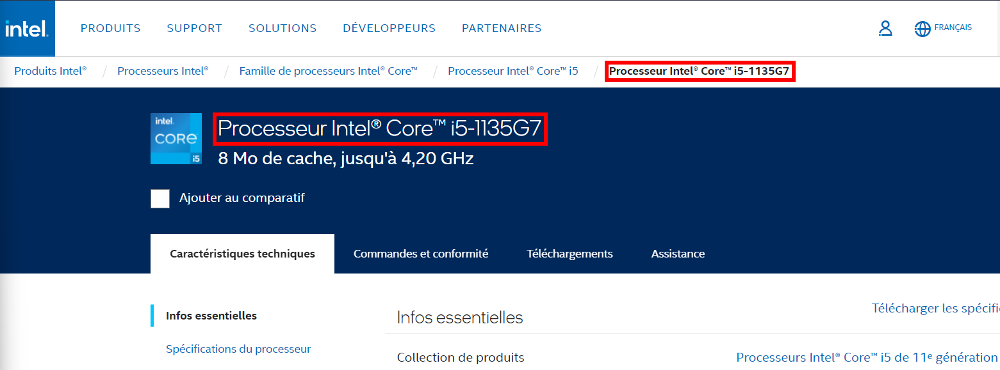 intel.
PRODUITS SUPPORT SOLUTIONS DÉVELOPPEURS PARTENAIRES FRANÇAIS
Produits Intel® / Processeurs Intel® / Famille de processeurs Intel® Core™ / Processeur Intel® Core™ i5 / Processeur Intel® Core™ i5-1135G7
intel.
CORE
i5
Processeur Intel® Core™ i5-1135G7
8 Mo de cache, jusqu'à 4,20 GHz
Ajouter au comparatif
Caractéristiques techniques Commandes et conformité Téléchargements Assistance
Infos essentielles
Spécifications du processeur
Infos essentielles
Télécharger les spécifi
Collection de produits
Processeurs Intel® Core™ i5 de 11ᵉ génération